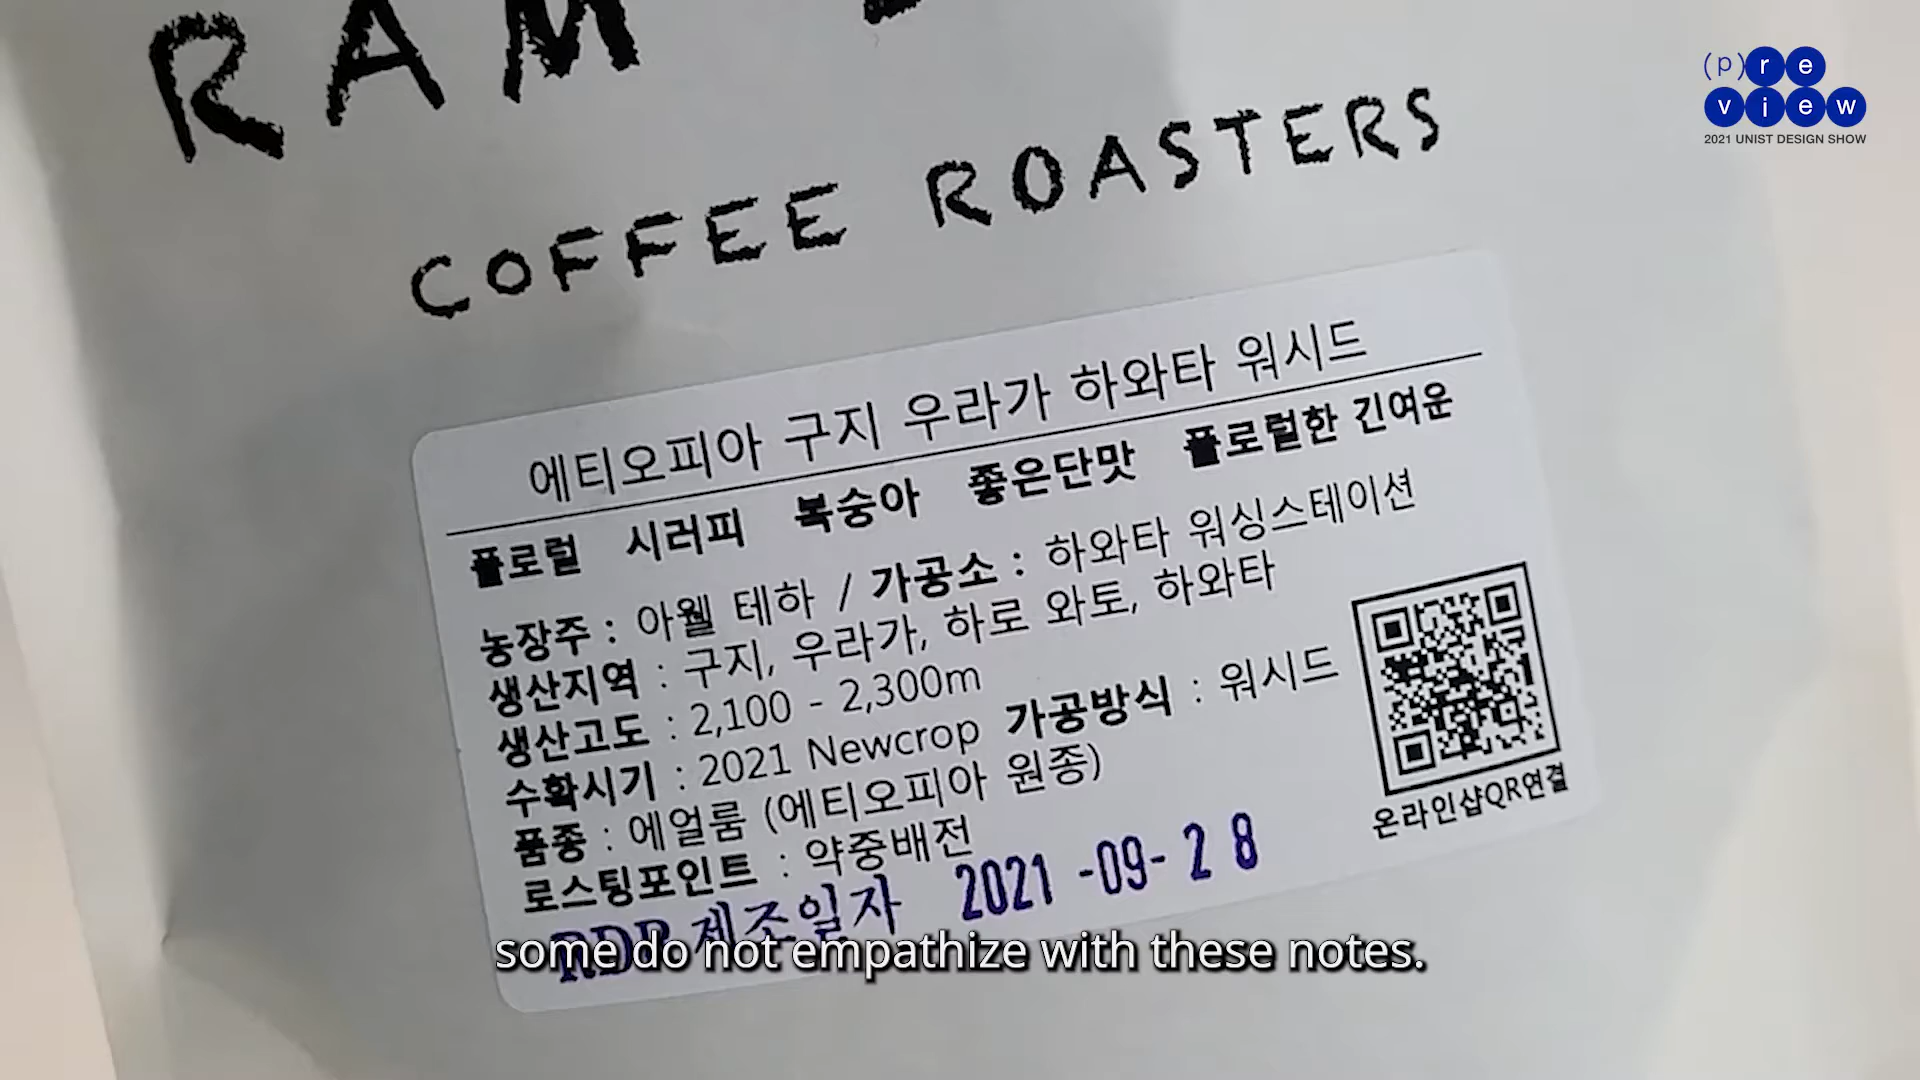 RAM
COFFEE ROASTERS
(p)re
view
2021 UNIST DESIGN SHOW
에티오피아 구지 우라가 하와타 워시드
플로럴 시러피 복숭아 좋은단맛 플로럴한 긴여운
농장주 : 아웰 테하 / 가공소 : 하와타 워싱스테이션
생산지역 : 구지, 우라가, 하로 와토, 하와타
생산고도 : 2,100 - 2,300m
수확시기 : 2021 Newcrop 가공방식 : 워시드
품종 : 에얼룸 (에티오피아 원종)
로스팅포인트 : 약중배전
온라인샵QR연결
RDP 제조일자 2021 -09- 2 8
some do not empathize with these notes.